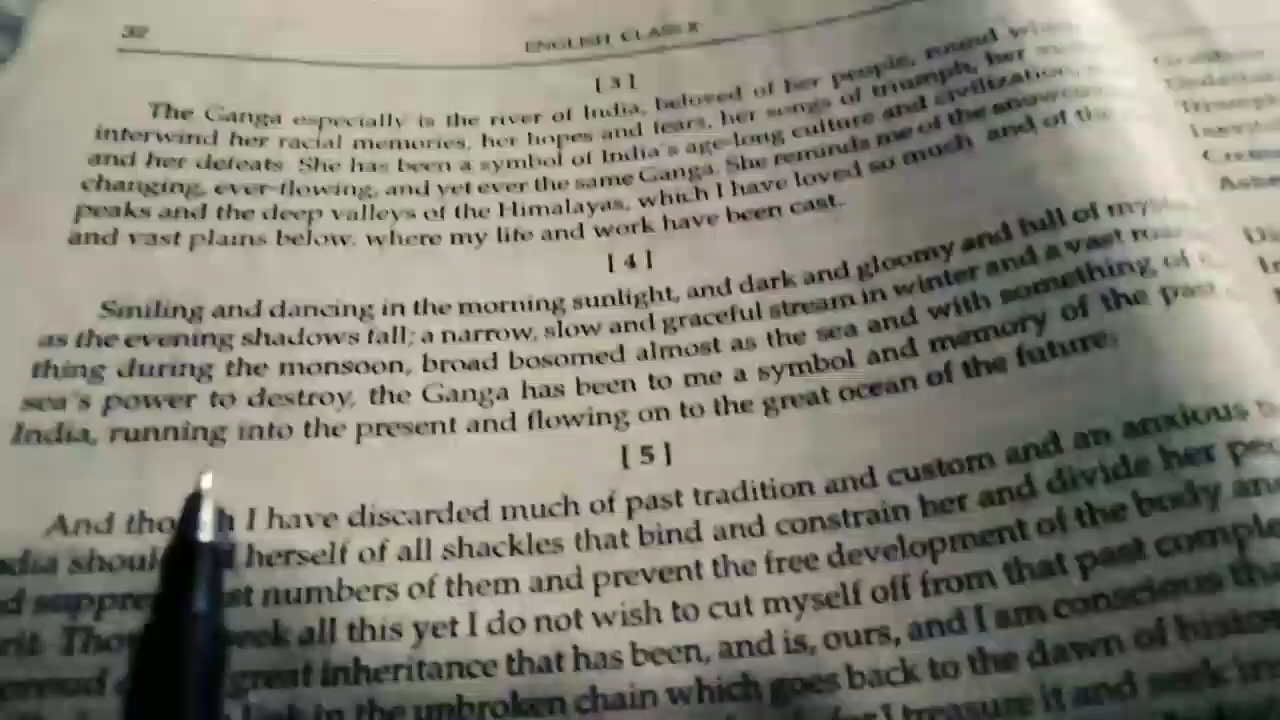 32
ENGLISH CLASS X
[ 3 ]
The Ganga especially is the river of India, beloved of her people, round
interwind her racial memories, her hopes and fears, her songs of triumph, her
and her defeats. She has been a symbol of India's age-long culture and civilization,
changing, ever-flowing, and yet ever the same Ganga. She reminds me of the
peaks and the deep valleys of the Himalayas, which I have loved so much and of the
and vast plains below, where my life and work have been cast.
[ 4 ]
Smiling and dancing in the morning sunlight, and dark and gloomy and full of
as the evening shadows fall; a narrow, slow and graceful stream in winter and a vast
thing during the monsoon, broad bosomed almost as the sea and with something of
sea's power to destroy, the Ganga has been to me a symbol and memory of the past
India, running into the present and flowing on to the great ocean of the future.
[ 5 ]
And I have discarded much of past tradition and custom and an anxious
herself of all shackles that bind and constrain her and divide her
numbers of them and prevent the free development of the body
all this yet I do not wish to cut myself off from that past
great inheritance that has been, and is, ours, and I am conscious
in the unbroken chain which goes back to the dawn of
I treasure it and seek